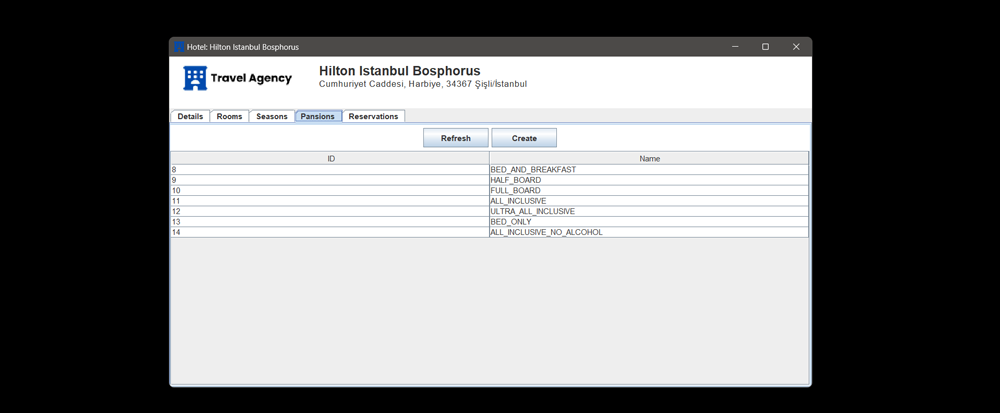 Hotel: Hilton Istanbul Bosphorus
Travel Agency
Hilton Istanbul Bosphorus
Cumhuriyet Caddesi, Harbiye, 34367 Şişli/İstanbul
Details Rooms Seasons Pansions Reservations
Refresh Create
ID Name
8 BED_AND_BREAKFAST
9 HALF_BOARD
10 FULL_BOARD
11 ALL_INCLUSIVE
12 ULTRA_ALL_INCLUSIVE
13 BED_ONLY
14 ALL_INCLUSIVE_NO_ALCOHOL